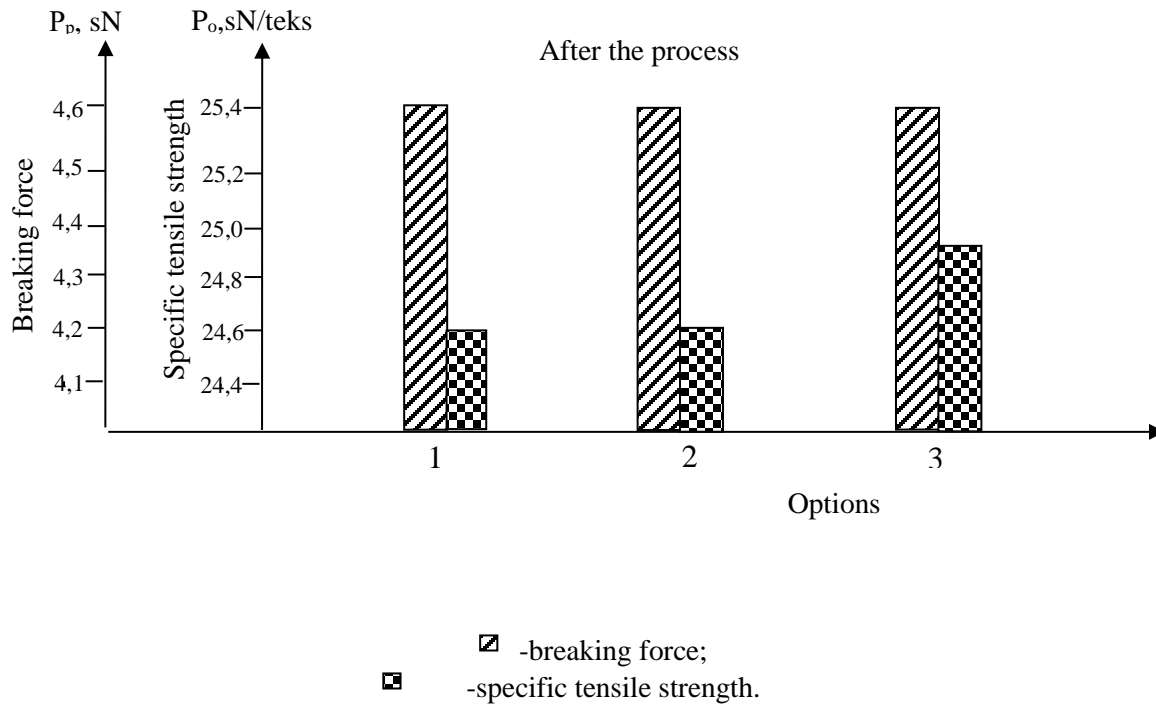 Pₚ, sN
Pₒ,sN/teks
After the process
Breaking force
4,6
4,5
4,4
4,3
4,2
4,1
Specific tensile strength
25,4
25,2
25,0
24,8
24,6
24,4
1
2
3
Options
-breaking force;
-specific tensile strength.